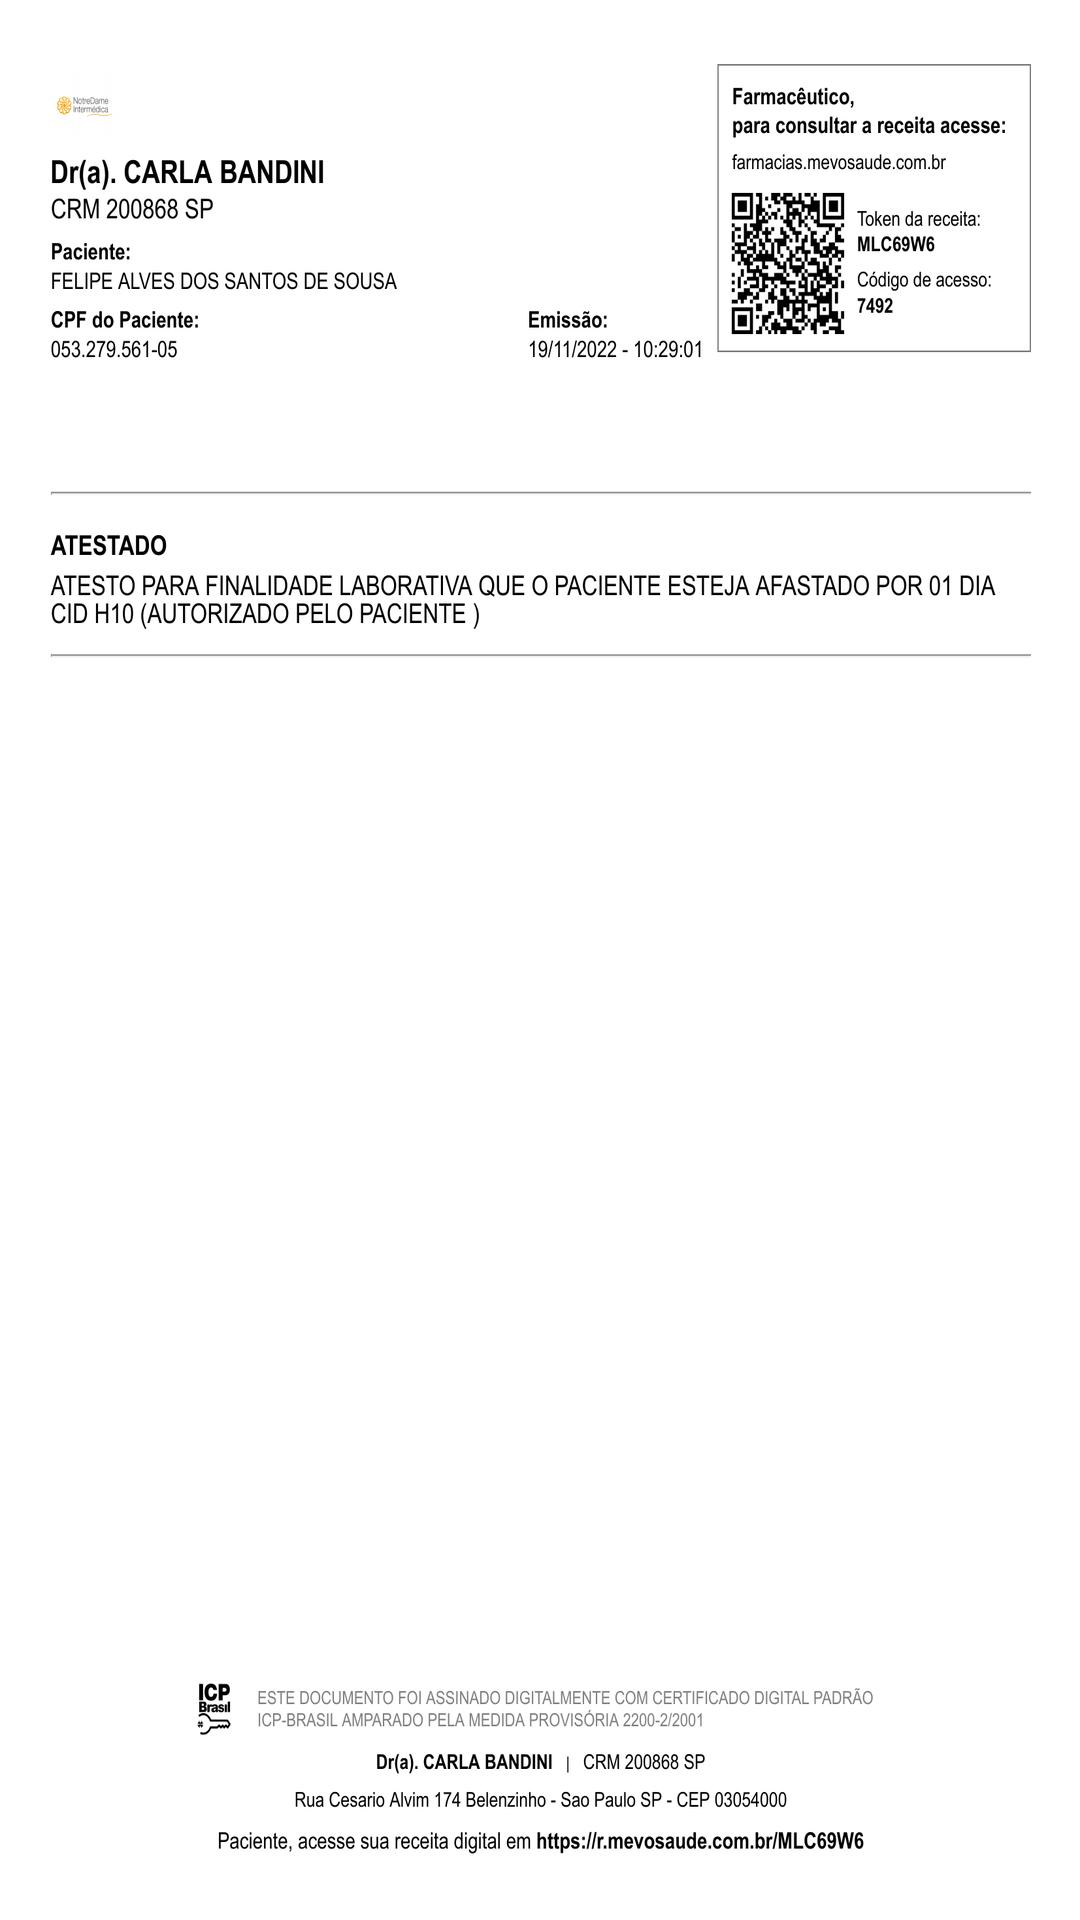 NotreDame
Intermédica
Dr(a). CARLA BANDINI
CRM 200868 SP
Paciente:
FELIPE ALVES DOS SANTOS DE SOUSA
CPF do Paciente:
053.279.561-05
Emissão:
19/11/2022 - 10:29:01
Farmacêutico,
para consultar a receita acesse:
farmacias.mevosaude.com.br
Token da receita:
MLC69W6
Código de acesso:
7492
ATESTADO
ATESTO PARA FINALIDADE LABORATIVA QUE O PACIENTE ESTEJA AFASTADO POR 01 DIA
CID H10 (AUTORIZADO PELO PACIENTE )
ICP
Brasil
ESTE DOCUMENTO FOI ASSINADO DIGITALMENTE COM CERTIFICADO DIGITAL PADRÃO
ICP-BRASIL AMPARADO PELA MEDIDA PROVISÓRIA 2200-2/2001
Dr(a). CARLA BANDINI | CRM 200868 SP
Rua Cesario Alvim 174 Belenzinho - Sao Paulo SP - CEP 03054000
Paciente, acesse sua receita digital em https://r.mevosaude.com.br/MLC69W6